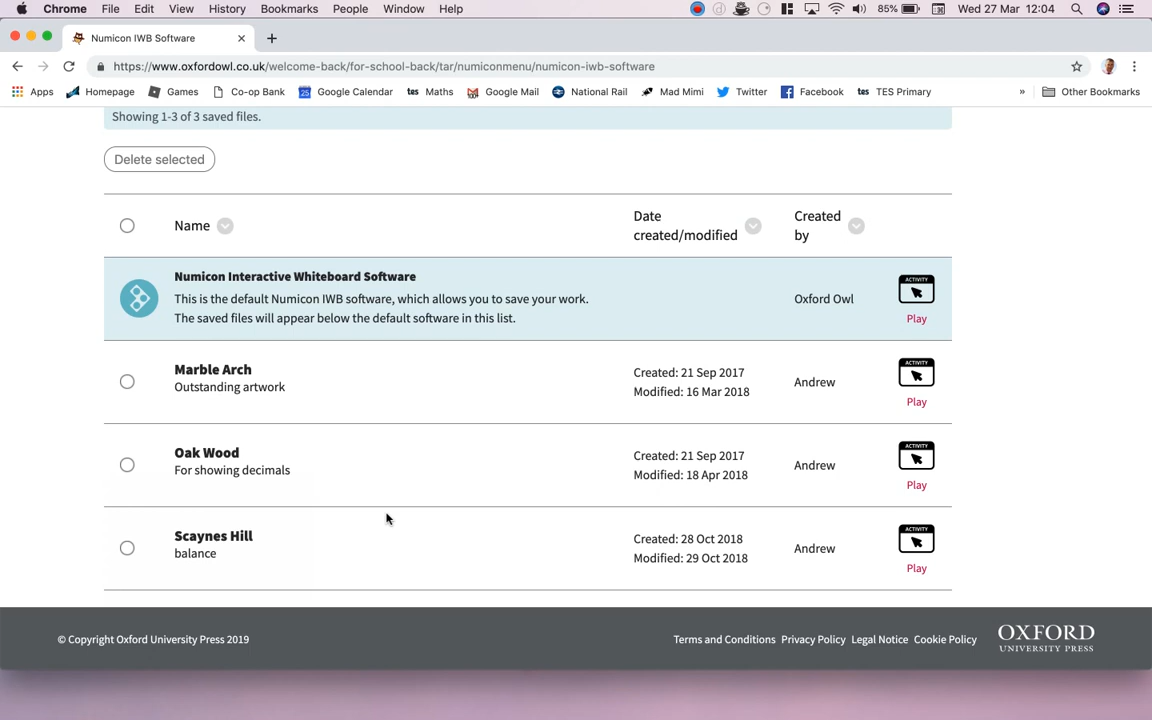 Chrome File Edit View History Bookmarks People Window Help 85% Wed 27 Mar 12:04
Numicon IWB Software
https://www.oxfordowl.co.uk/welcome-back/for-school-back/tar/numiconmenu/numicon-iwb-software
Apps Homepage Games Co-op Bank 25 Google Calendar tes Maths Google Mail National Rail Mad Mimi Twitter Facebook tes TES Primary » Other Bookmarks
Showing 1-3 of 3 saved files.
Delete selected
Name
Date created/modified
Created by
Numicon Interactive Whiteboard Software
This is the default Numicon IWB software, which allows you to save your work.
The saved files will appear below the default software in this list.
Oxford Owl
ACTIVITY
Play
Marble Arch
Outstanding artwork
Created: 21 Sep 2017
Modified: 16 Mar 2018
Andrew
ACTIVITY
Play
Oak Wood
For showing decimals
Created: 21 Sep 2017
Modified: 18 Apr 2018
Andrew
ACTIVITY
Play
Scaynes Hill
balance
Created: 28 Oct 2018
Modified: 29 Oct 2018
Andrew
ACTIVITY
Play
© Copyright Oxford University Press 2019
Terms and Conditions Privacy Policy Legal Notice Cookie Policy
OXFORD
UNIVERSITY PRESS